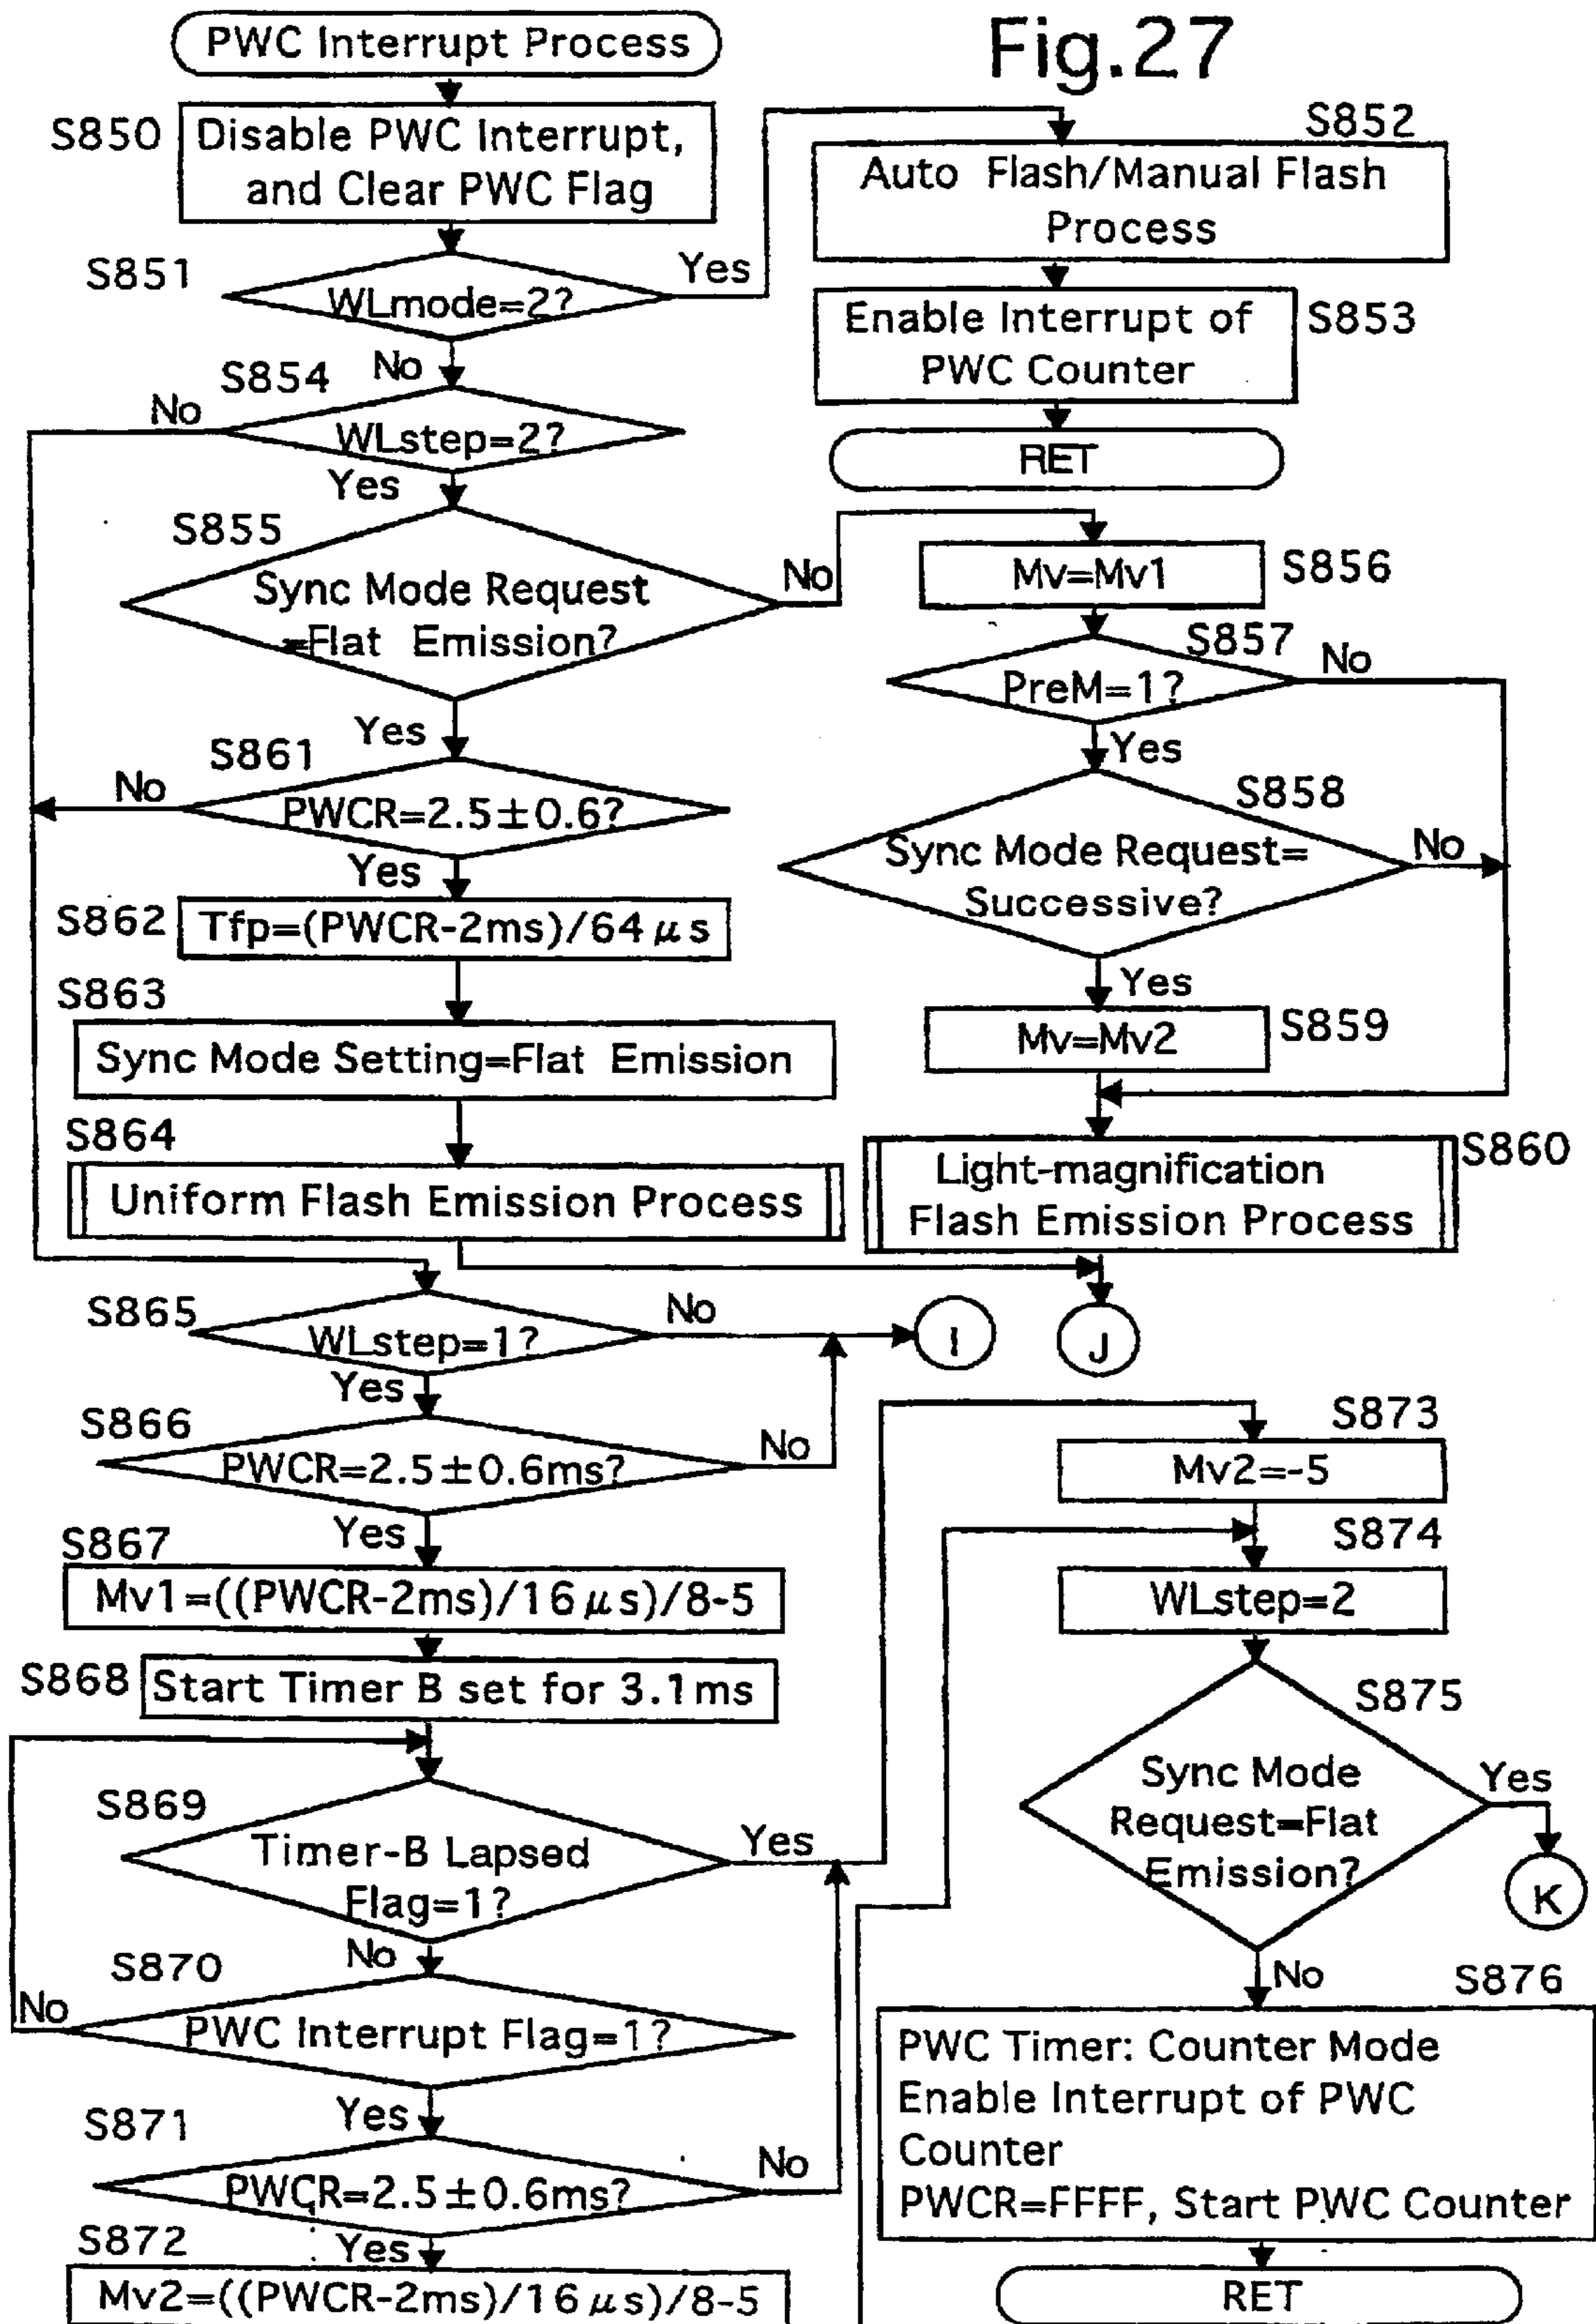 Fig.27
PWC Interrupt Process
S850
Disable PWC Interrupt,
and Clear PWC Flag
S851
WLmode=2?
Yes
No
S852
Auto Flash/Manual Flash
Process
Enable Interrupt of
PWC Counter
S853
RET
S854
WLstep=2?
No
Yes
S855
Sync Mode Request
=Flat Emission?
No
Yes
Mv=Mv1
S856
S857
PreM=1?
No
Yes
S858
Sync Mode Request=
Successive?
No
Yes
Mv=Mv2
S859
Light-magnification
Flash Emission Process
S860
S861
PWCR=2.5±0.6?
No
Yes
S862
Tfp=(PWCR-2ms)/64μs
S863
Sync Mode Setting=Flat Emission
S864
Uniform Flash Emission Process
S865
WLstep=1?
No
Yes
I
J
S866
PWCR=2.5±0.6ms?
No
Yes
S867
Mv1=((PWCR-2ms)/16μs)/8-5
S868
Start Timer B set for 3.1ms
S869
Timer-B Lapsed
Flag=1?
Yes
No
S870
PWC Interrupt Flag=1?
No
Yes
S871
PWCR=2.5±0.6ms?
No
Yes
S872
Mv2=((PWCR-2ms)/16μs)/8-5
S873
Mv2=-5
S874
WLstep=2
S875
Sync Mode
Request=Flat
Emission?
Yes
K
No
S876
PWC Timer: Counter Mode
Enable Interrupt of PWC
Counter
PWCR=FFFF, Start PWC Counter
RET